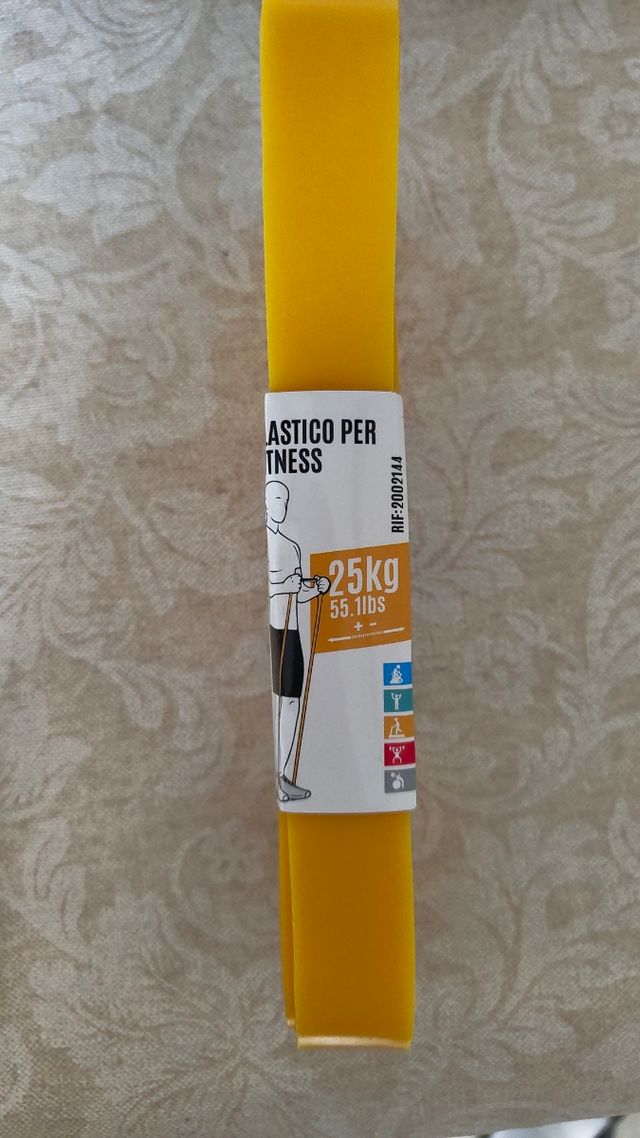 LASTICO PER
TNESS
RIF:2002144
25kg
55.1lbs
+ -